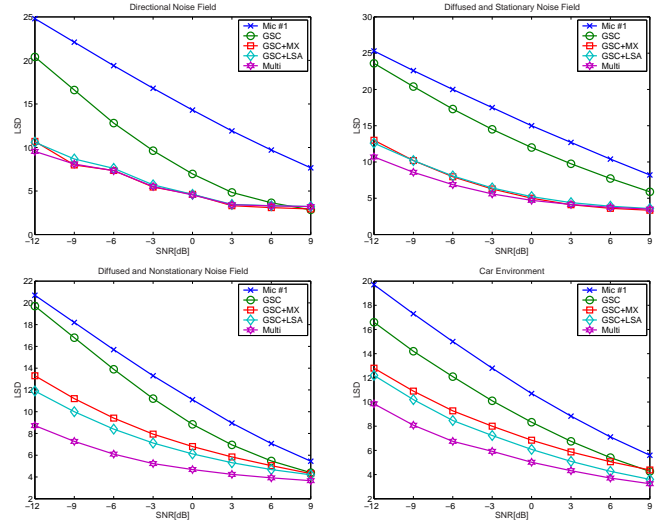 Directional Noise Field
25
20
15
10
5
0
LSD
−12 −9 −6 −3 0 3 6 9
SNR[dB]
Mic #1
GSC
GSC+MX
GSC+LSA
Multi
Diffused and Stationary Noise Field
30
25
20
15
10
5
0
LSD
−12 −9 −6 −3 0 3 6 9
SNR[dB]
Mic #1
GSC
GSC+MX
GSC+LSA
Multi
Diffused and Nonstationary Noise Field
22
20
18
16
14
12
10
8
6
4
2
LSD
−12 −9 −6 −3 0 3 6 9
SNR[dB]
Mic #1
GSC
GSC+MX
GSC+LSA
Multi
Car Environment
20
18
16
14
12
10
8
6
4
2
LSD
−12 −9 −6 −3 0 3 6 9
SNR[dB]
Mic #1
GSC
GSC+MX
GSC+LSA
Multi